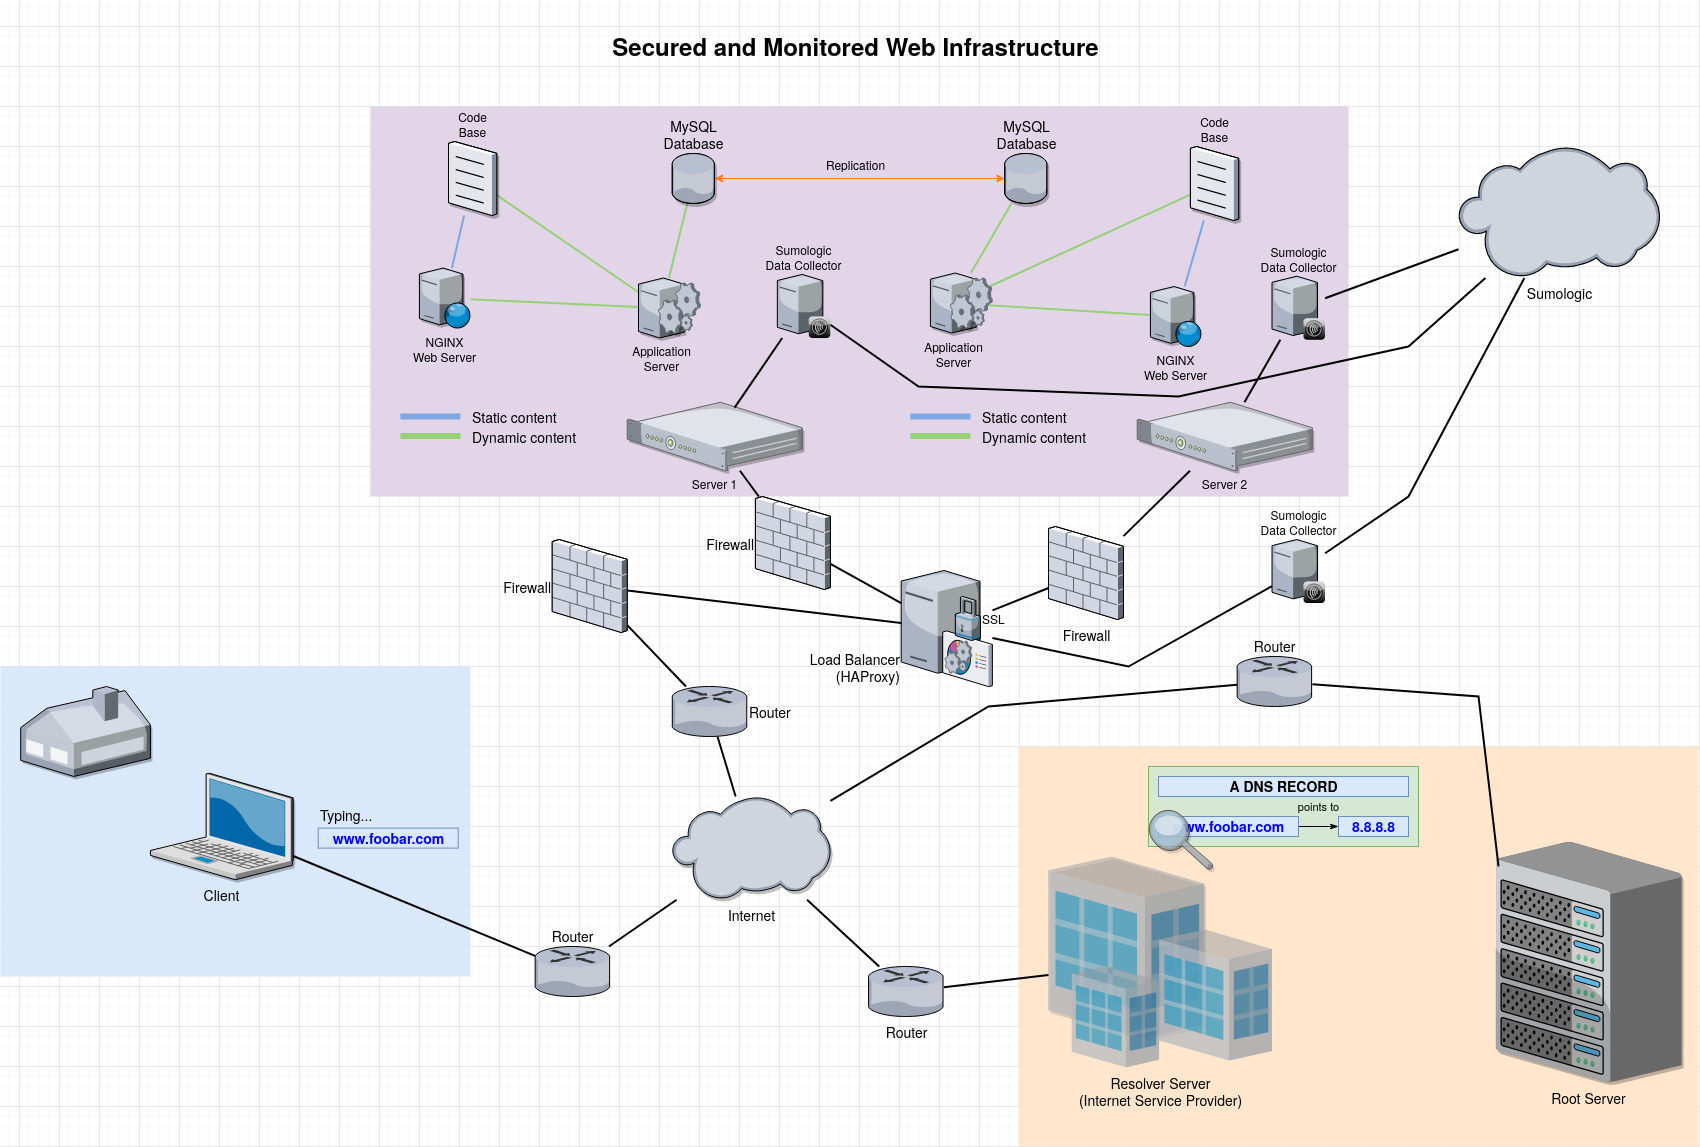 Secured and Monitored Web Infrastructure
Code
Base
MySQL
Database
Replication
MySQL
Database
Code
Base
Sumologic
Data Collector
Sumologic
Data Collector
Sumologic
NGINX
Web Server
Application
Server
Application
Server
NGINX
Web Server
Static content
Dynamic content
Static content
Dynamic content
Server 1
Server 2
Sumologic
Data Collector
Firewall
Firewall
SSL
Firewall
Load Balancer
(HAProxy)
Router
Router
Typing...
www.foobar.com
Client
A DNS RECORD
points to
www.foobar.com
8.8.8.8
Internet
Router
Router
Resolver Server
(Internet Service Provider)
Root Server